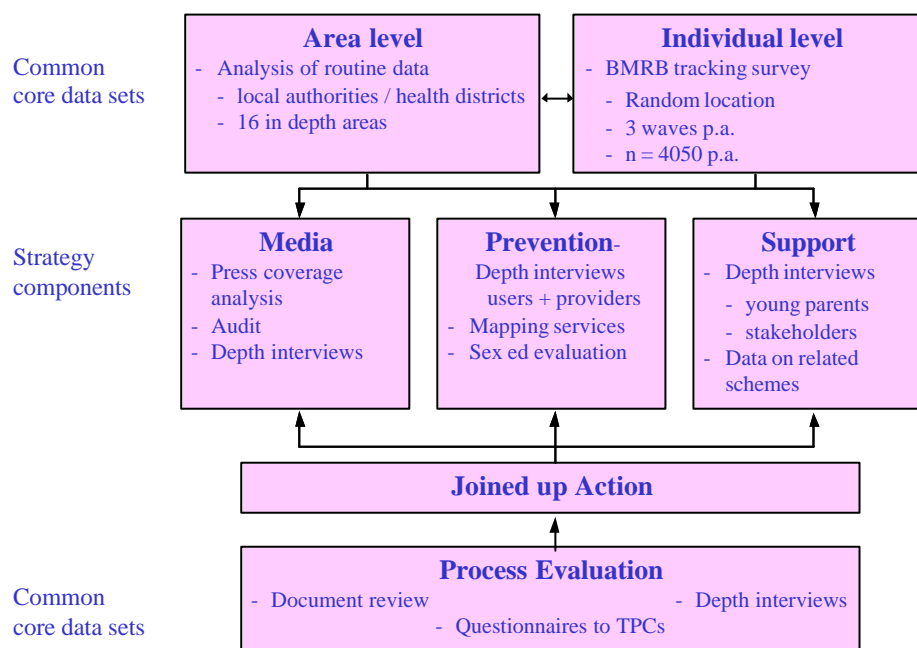 Common
core data sets
Area level
- Analysis of routine data
- local authorities / health districts
- 16 in depth areas
Individual level
- BMRB tracking survey
- Random location
- 3 waves p.a.
- n = 4050 p.a.
Strategy
components
Media
- Press coverage
analysis
- Audit
- Depth interviews
Prevention-
Depth interviews
users + providers
- Mapping services
- Sex ed evaluation
Support
- Depth interviews
- young parents
- stakeholders
- Data on related
schemes
Joined up Action
Common
core data sets
Process Evaluation
- Document review
- Depth interviews
- Questionnaires to TPCs